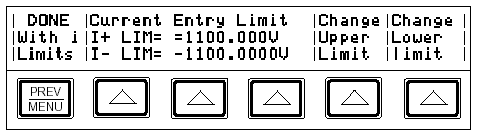 DONE |Current Entry Limit |Change |Change |
|With i |I+ LIM= =1100.000V |Upper |Lower |
|Limits |I- LIM= -1100.0000V |Limit |limit |
PREV
MENU